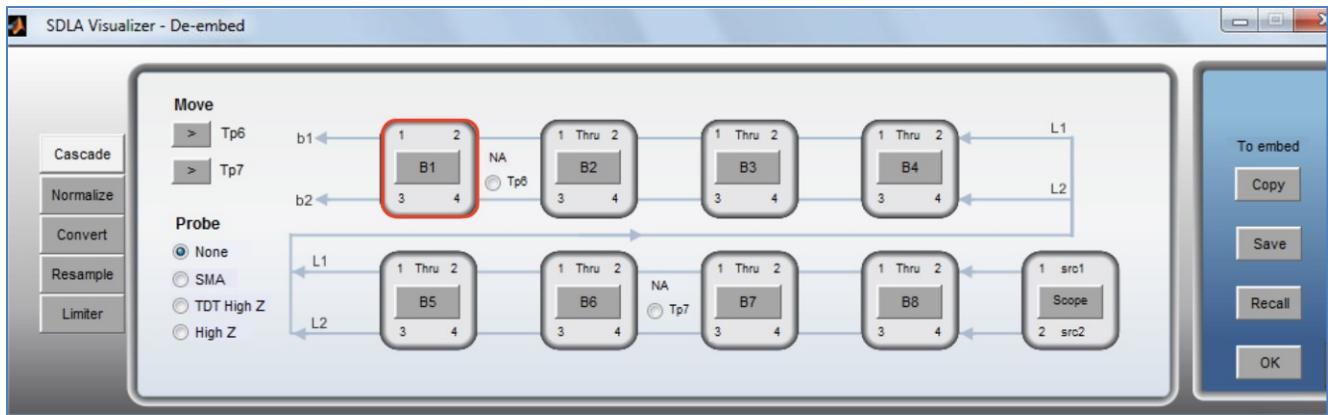 SDLA Visualizer - De-embed
Cascade
Normalize
Convert
Resample
Limiter
Move
> Tp6
> Tp7
Probe
None
SMA
TDT High Z
High Z
b1
b2
1 2
B1
3 4
NA
Tp6
1 Thru 2
B2
3 4
1 Thru 2
B3
3 4
1 Thru 2
B4
3 4
L1
L2
L1
L2
1 Thru 2
B5
3 4
1 Thru 2
B6
3 4
NA
Tp7
1 Thru 2
B7
3 4
1 Thru 2
B8
3 4
1 src1
Scope
2 src2
To embed
Copy
Save
Recall
OK